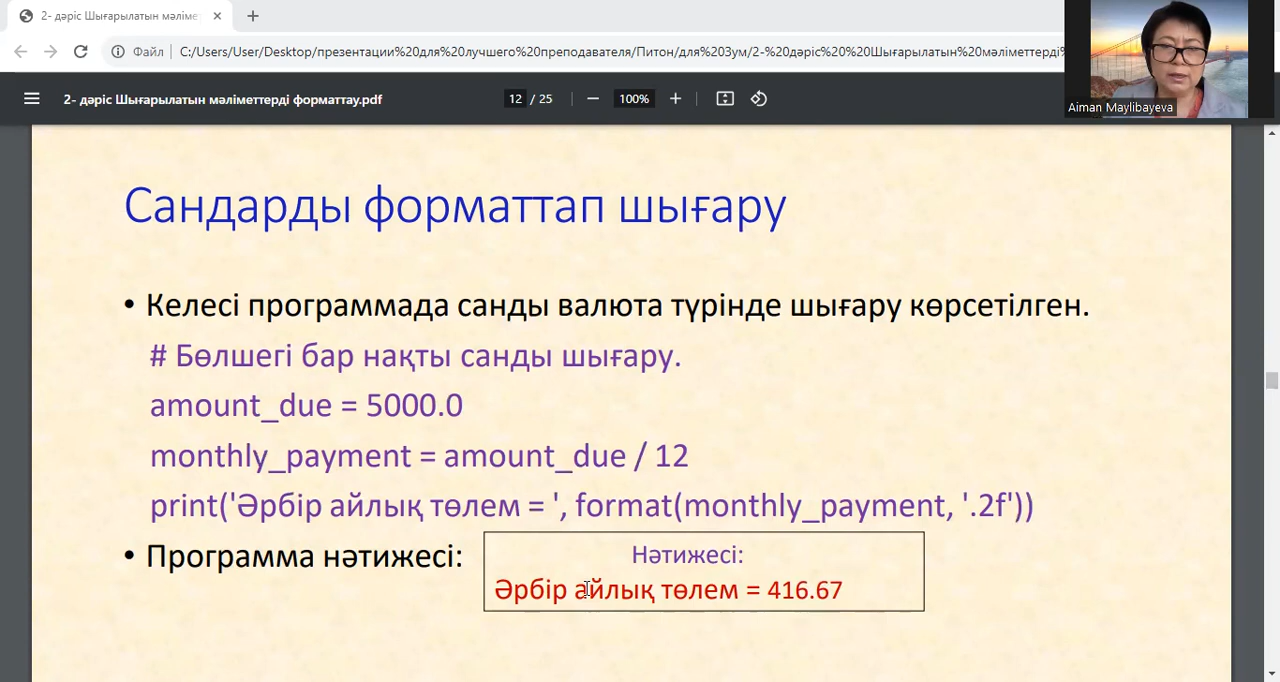 2- дәріс Шығарылатын мәліме
Файл
C:/Users/User/Desktop/презентации%20для%20лучшего%20преподавателя/Питон/для%20Зум/2-%20дәріс%20%20Шығарылатын%20мәліметтерді%
Aiman Maylibayeva
2- дәріс Шығарылатын мәліметтерді форматтау.pdf
12 / 25
100%
Сандарды форматтап шығару
• Келесі программада санды валюта түрінде шығару көрсетілген.
# Бөлшегі бар нақты санды шығару.
amount_due = 5000.0
monthly_payment = amount_due / 12
print('Әрбір айлық төлем = ', format(monthly_payment, '.2f'))
• Программа нәтижесі:
Нәтижесі:
Әрбір айлық төлем = 416.67